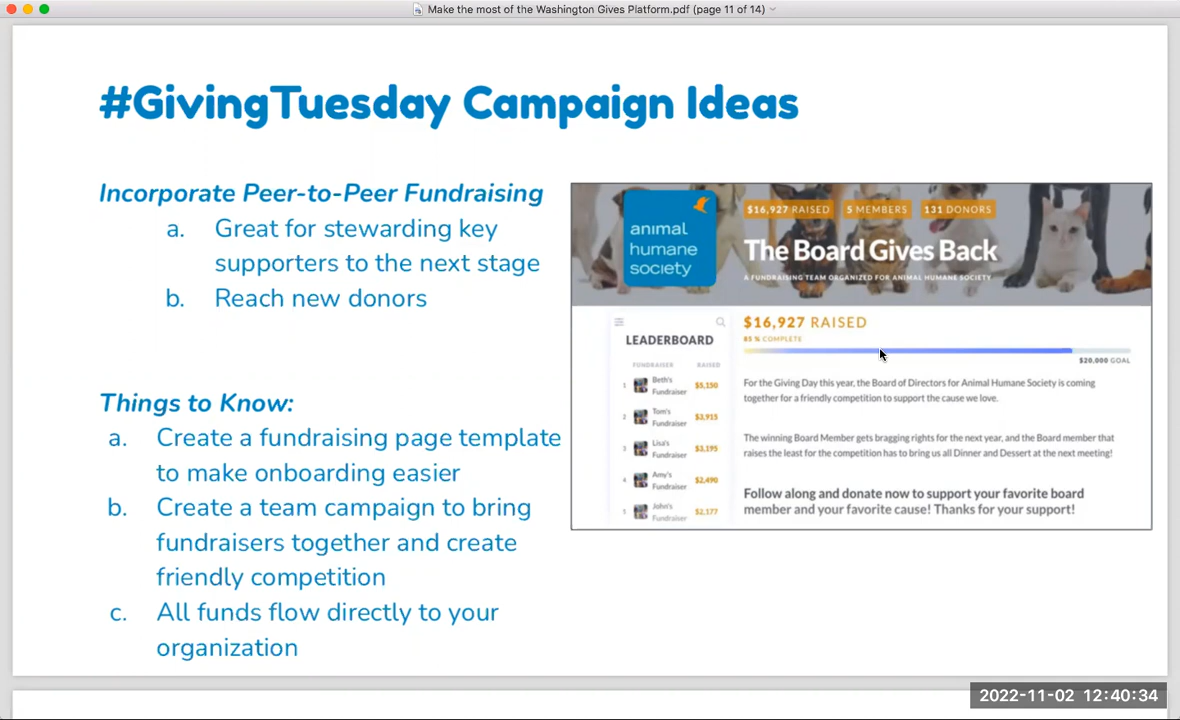 Make the most of the Washington Gives Platform.pdf (page 11 of 14)
#GivingTuesday Campaign Ideas
Incorporate Peer-to-Peer Fundraising
a. Great for stewarding key
supporters to the next stage
b. Reach new donors
Things to Know:
a. Create a fundraising page template
to make onboarding easier
b. Create a team campaign to bring
fundraisers together and create
friendly competition
c. All funds flow directly to your
organization
animal
humane
society
$16,927 RAISED 5 MEMBERS 131 DONORS
The Board Gives Back
A FUNDRAISING TEAM ORGANIZED FOR ANIMAL HUMANE SOCIETY
LEADERBOARD
FUNDRAISER RAISED
1 Beth's
Fundraiser $5,150
2 Tom's
Fundraiser $3,915
3 Lisa's
Fundraiser $3,195
4 Amy's
Fundraiser $2,490
5 John's
Fundraiser $2,177
$16,927 RAISED
85 % COMPLETE
$20,000 GOAL
For the Giving Day this year, the Board of Directors for Animal Humane Society is coming
together for a friendly competition to support the cause we love.
The winning Board Member gets bragging rights for the next year, and the Board member that
raises the least for the competition has to bring us all Dinner and Dessert at the next meeting!
Follow along and donate now to support your favorite board
member and your favorite cause! Thanks for your support!
2022-11-02 12:40:34